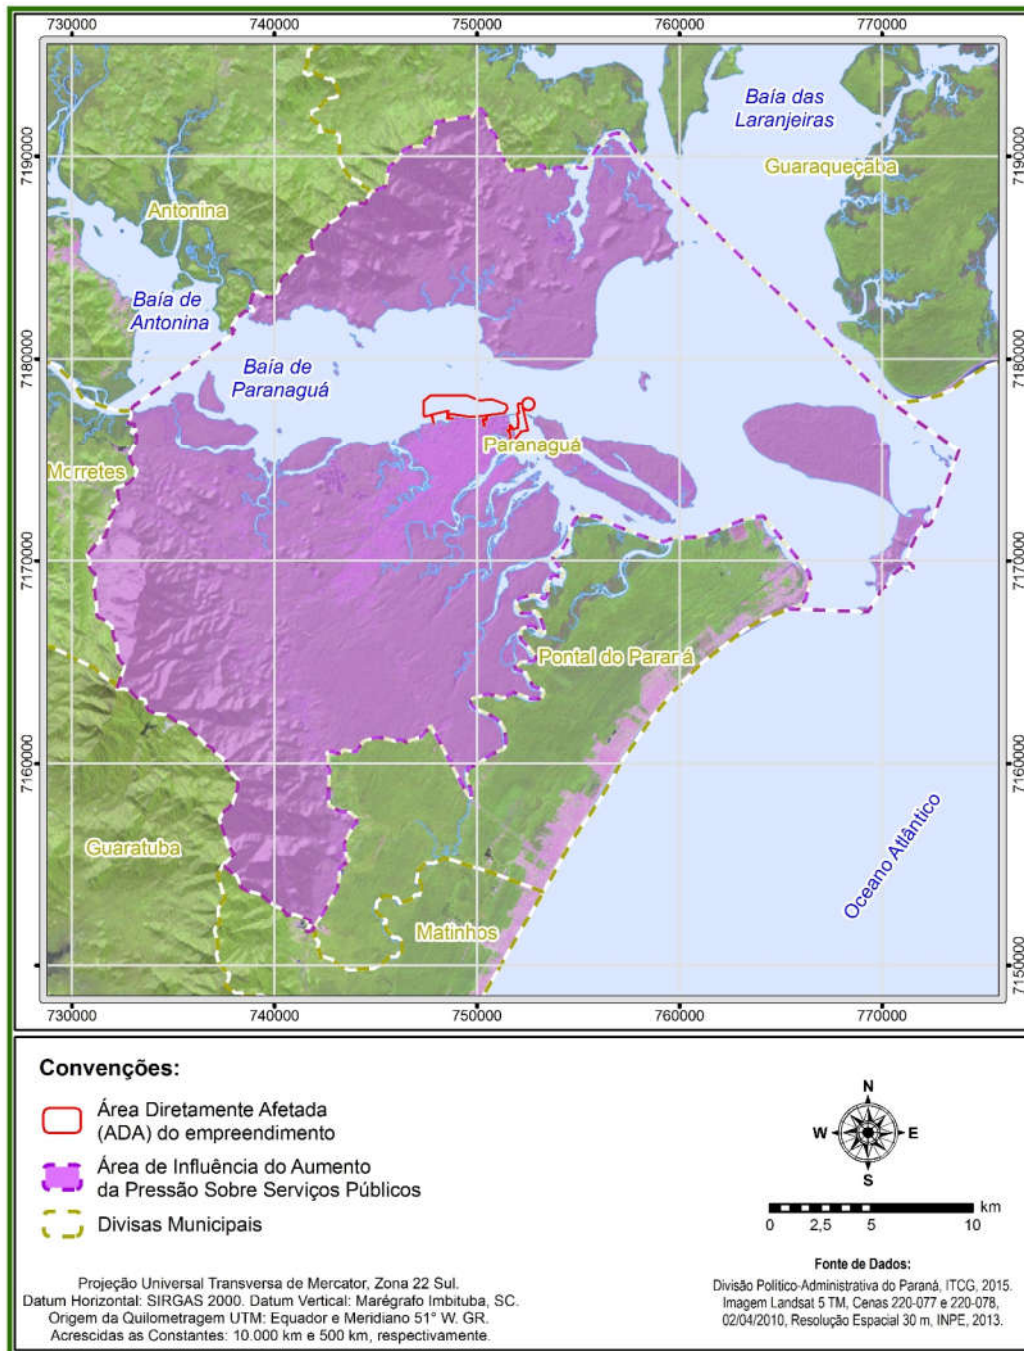 730000 740000 750000 760000 770000
7190000 7190000
7180000 7180000
7170000 7170000
7160000 7160000
7150000 7150000
Baía das
Laranjeiras
Guaraqueçaba
Antonina
Baía de
Antonina
Baía de
Paranaguá
Paranaguá
Morretes
Pontal do Paraná
Guaratuba
Matinhos
Oceano Atlântico
730000 740000 750000 760000 770000
Convenções:
Área Diretamente Afetada
(ADA) do empreendimento
Área de Influência do Aumento
da Pressão Sobre Serviços Públicos
Divisas Municipais
Projeção Universal Transversa de Mercator, Zona 22 Sul.
Datum Horizontal: SIRGAS 2000. Datum Vertical: Marégrafo Imbituba, SC.
Origem da Quilometragem UTM: Equador e Meridiano 51° W. GR.
Acrescidas as Constantes: 10.000 km e 500 km, respectivamente.
N
W E
S
km
0 2,5 5 10
Fonte de Dados:
Divisão Político-Administrativa do Paraná, ITCG, 2015.
Imagem Landsat 5 TM, Cenas 220-077 e 220-078,
02/04/2010, Resolução Espacial 30 m, INPE, 2013.